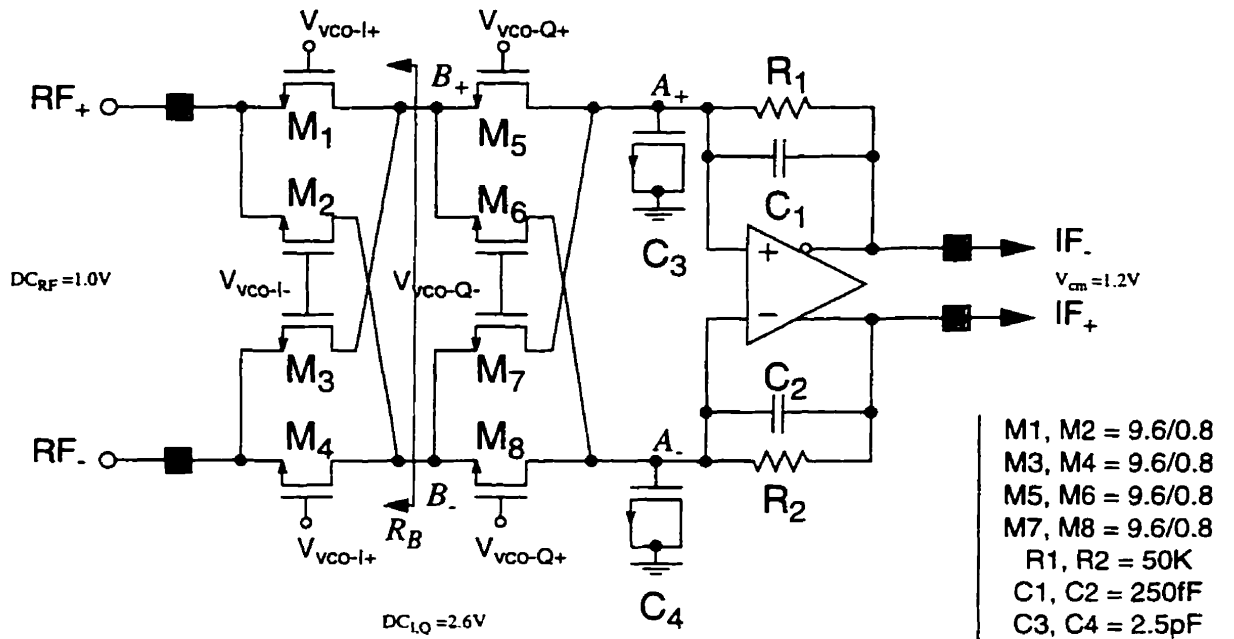 V_vco-I+
V_vco-Q+
RF+
B+
A+
R1
M1
M5
C1
M2
M6
C3
IF-
DC_RF=1.0V
V_vco-I-
V_vco-Q-
V_cm=1.2V
IF+
M3
M7
C2
M4
M8
RF-
A-
R2
B-
R_B
V_vco-I+
V_vco-Q+
C4
DC_I,Q=2.6V
M1, M2 = 9.6/0.8
M3, M4 = 9.6/0.8
M5, M6 = 9.6/0.8
M7, M8 = 9.6/0.8
R1, R2 = 50K
C1, C2 = 250fF
C3, C4 = 2.5pF